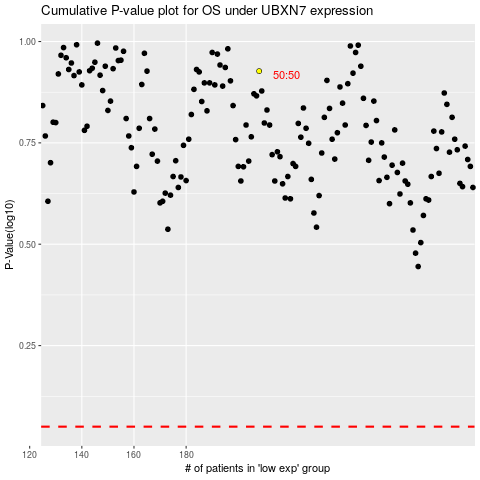 Cumulative P-value plot for OS under UBXN7 expression
1.00
50:50
0.75
0.50
0.25
P-Value(log10)
120 140 160 180
# of patients in 'low exp' group